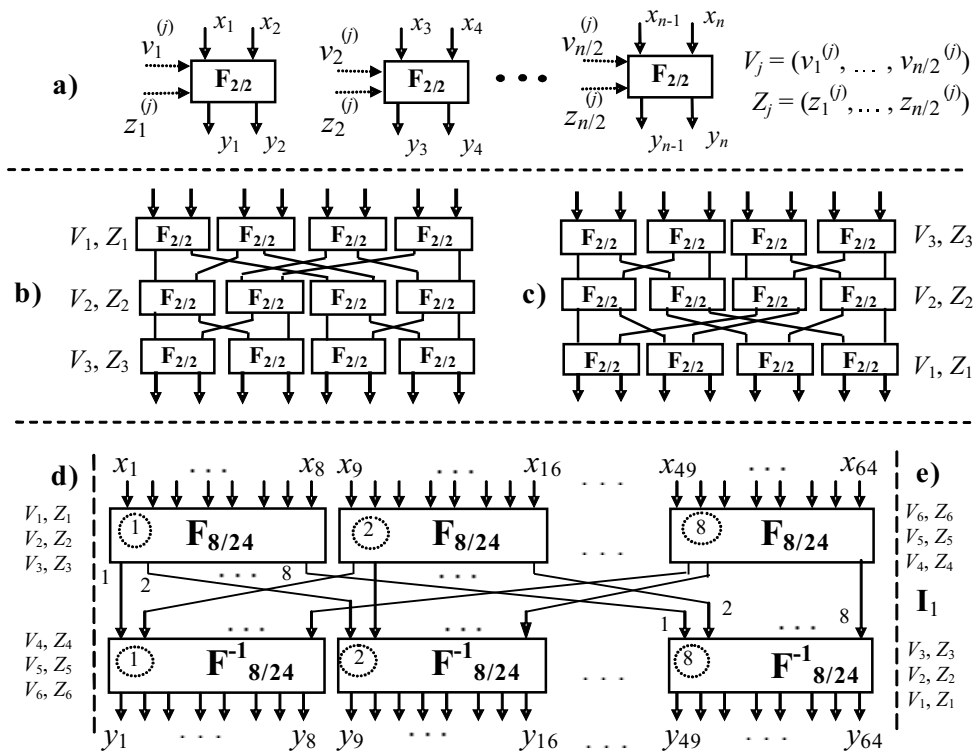 a)
x₁ x₂ x₃ x₄ xₙ₋₁ xₙ
v₁⁽ʲ⁾ v₂⁽ʲ⁾ vₙ/₂⁽ʲ⁾
F₂/₂ F₂/₂ • • • F₂/₂
z₁⁽ʲ⁾ z₂⁽ʲ⁾ zₙ/₂⁽ʲ⁾
y₁ y₂ y₃ y₄ yₙ₋₁ yₙ
Vⱼ = (v₁⁽ʲ⁾, . . . , vₙ/₂⁽ʲ⁾)
Zⱼ = (z₁⁽ʲ⁾, . . . , zₙ/₂⁽ʲ⁾)
b)
V₁, Z₁ F₂/₂ F₂/₂ F₂/₂ F₂/₂
V₂, Z₂ F₂/₂ F₂/₂ F₂/₂ F₂/₂
V₃, Z₃ F₂/₂ F₂/₂ F₂/₂ F₂/₂
c)
F₂/₂ F₂/₂ F₂/₂ F₂/₂ V₃, Z₃
F₂/₂ F₂/₂ F₂/₂ F₂/₂ V₂, Z₂
F₂/₂ F₂/₂ F₂/₂ F₂/₂ V₁, Z₁
d)
x₁ . . . x₈ x₉ . . . x₁₆ . . . x₄₉ . . . x₆₄
V₁, Z₁
V₂, Z₂
V₃, Z₃
1 F₈/₂₄ 2 F₈/₂₄ . . . 8 F₈/₂₄
1 2 . . . 8 . . . 1 2 8
. . . . . . . . .
V₄, Z₄
V₅, Z₅
V₆, Z₆
1 F⁻¹₈/₂₄ 2 F⁻¹₈/₂₄ . . . 8 F⁻¹₈/₂₄
y₁ . . . y₈ y₉ . . . y₁₆ . . . y₄₉ . . . y₆₄
e)
V₆, Z₆
V₅, Z₅
V₄, Z₄
I₁
V₃, Z₃
V₂, Z₂
V₁, Z₁